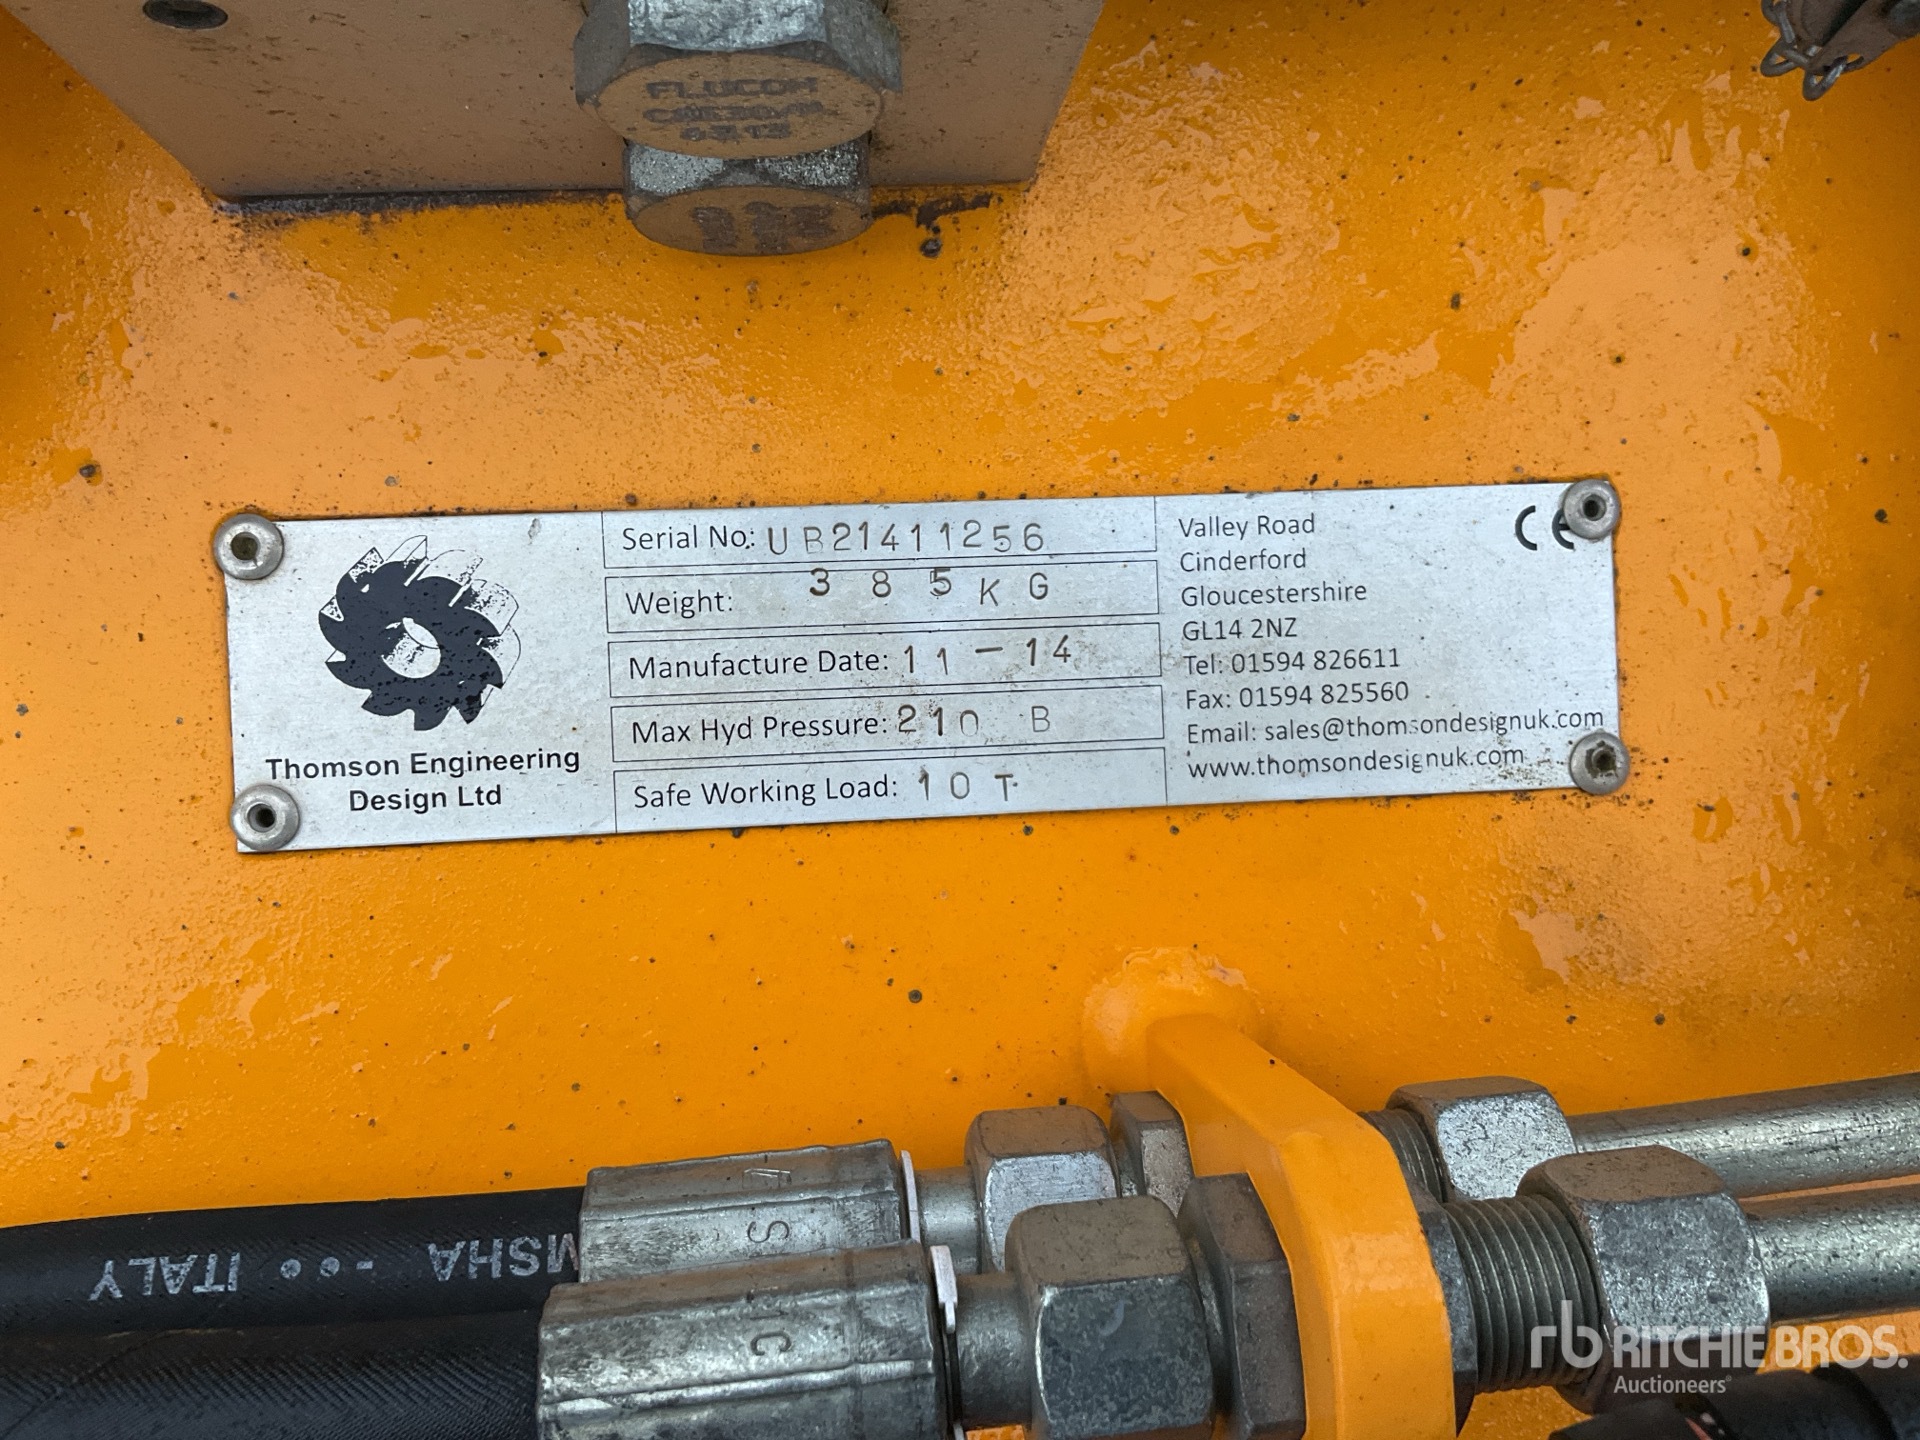 FLUCOM
Thomson Engineering
Design Ltd
Serial No.: UB21411256
Weight: 385KG
Manufacture Date: 11-14
Max Hyd Pressure: 210 B
Safe Working Load: 10T
Valley Road
Cinderford
Gloucestershire
GL14 2NZ
Tel: 01594 826611
Fax: 01594 825560
Email: sales@thomsondesignuk.com
www.thomsondesignuk.com
CE
S
C
MSHA -•• ITALY
rb RITCHIE BROS.
Auctioneers